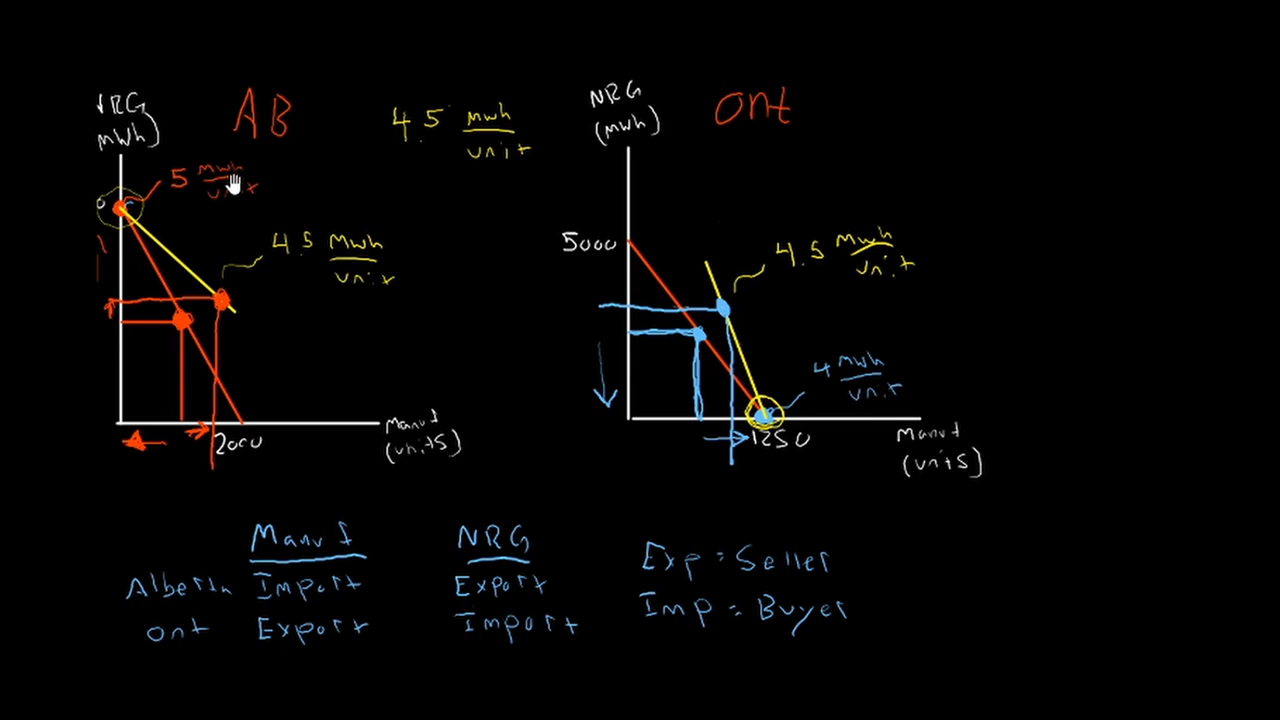 NRG
(MWh)
AB
4.5 Mwh
unit
5 Mwh
unit
4.5 Mwh
unit
2000
Manuf
(units)
NRG
(mwh)
ont
5000
4.5 Mwh
unit
4 Mwh
unit
1250
Manuf
(units)
Manuf NRG
Alberta Import Export
ont Export Import
Exp = Seller
Imp = Buyer